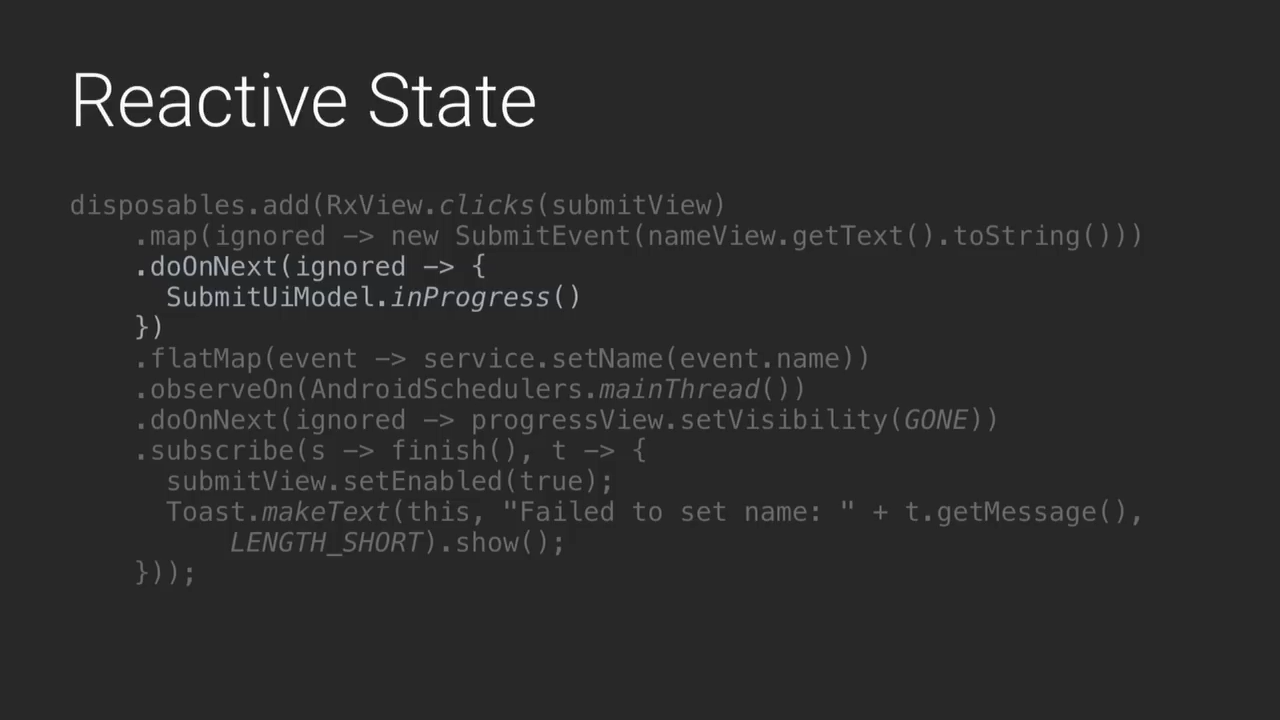 Reactive State
disposables.add(RxView.clicks(submitView)
.map(ignored -> new SubmitEvent(nameView.getText().toString()))
.doOnNext(ignored -> {
SubmitUiModel.inProgress()
})
.flatMap(event -> service.setName(event.name))
.observeOn(AndroidSchedulers.mainThread())
.doOnNext(ignored -> progressView.setVisibility(GONE))
.subscribe(s -> finish(), t -> {
submitView.setEnabled(true);
Toast.makeText(this, "Failed to set name: " + t.getMessage(),
LENGTH_SHORT).show();
}));